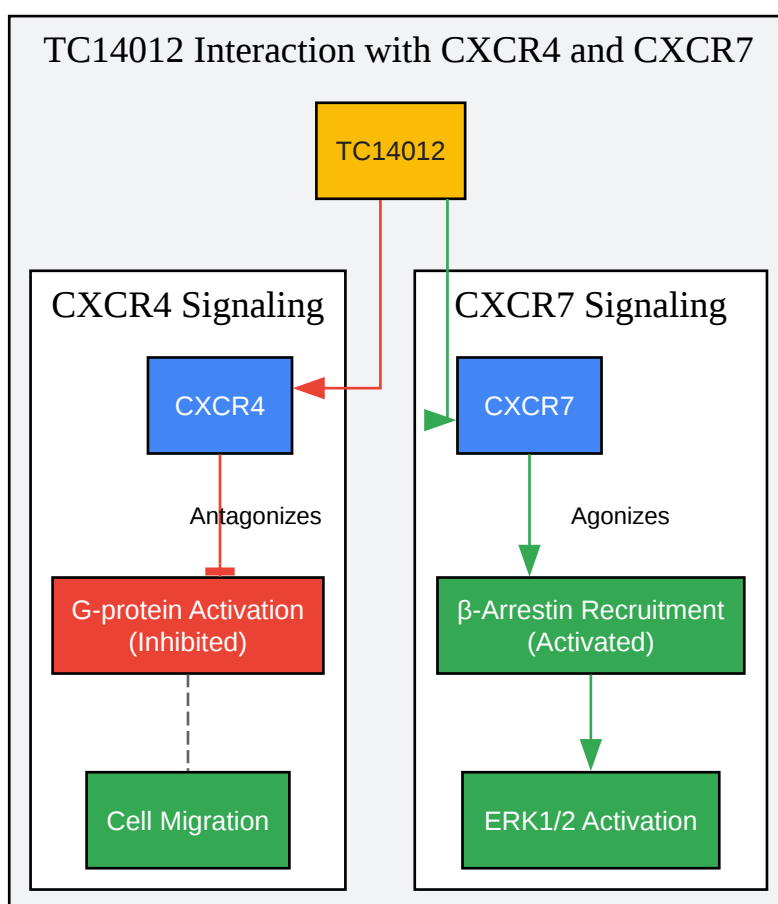 TC14012 Interaction with CXCR4 and CXCR7
TC14012
CXCR4 Signaling
CXCR4
Antagonizes
G-protein Activation
(Inhibited)
Cell Migration
CXCR7 Signaling
CXCR7
Agonizes
β-Arrestin Recruitment
(Activated)
ERK1/2 Activation